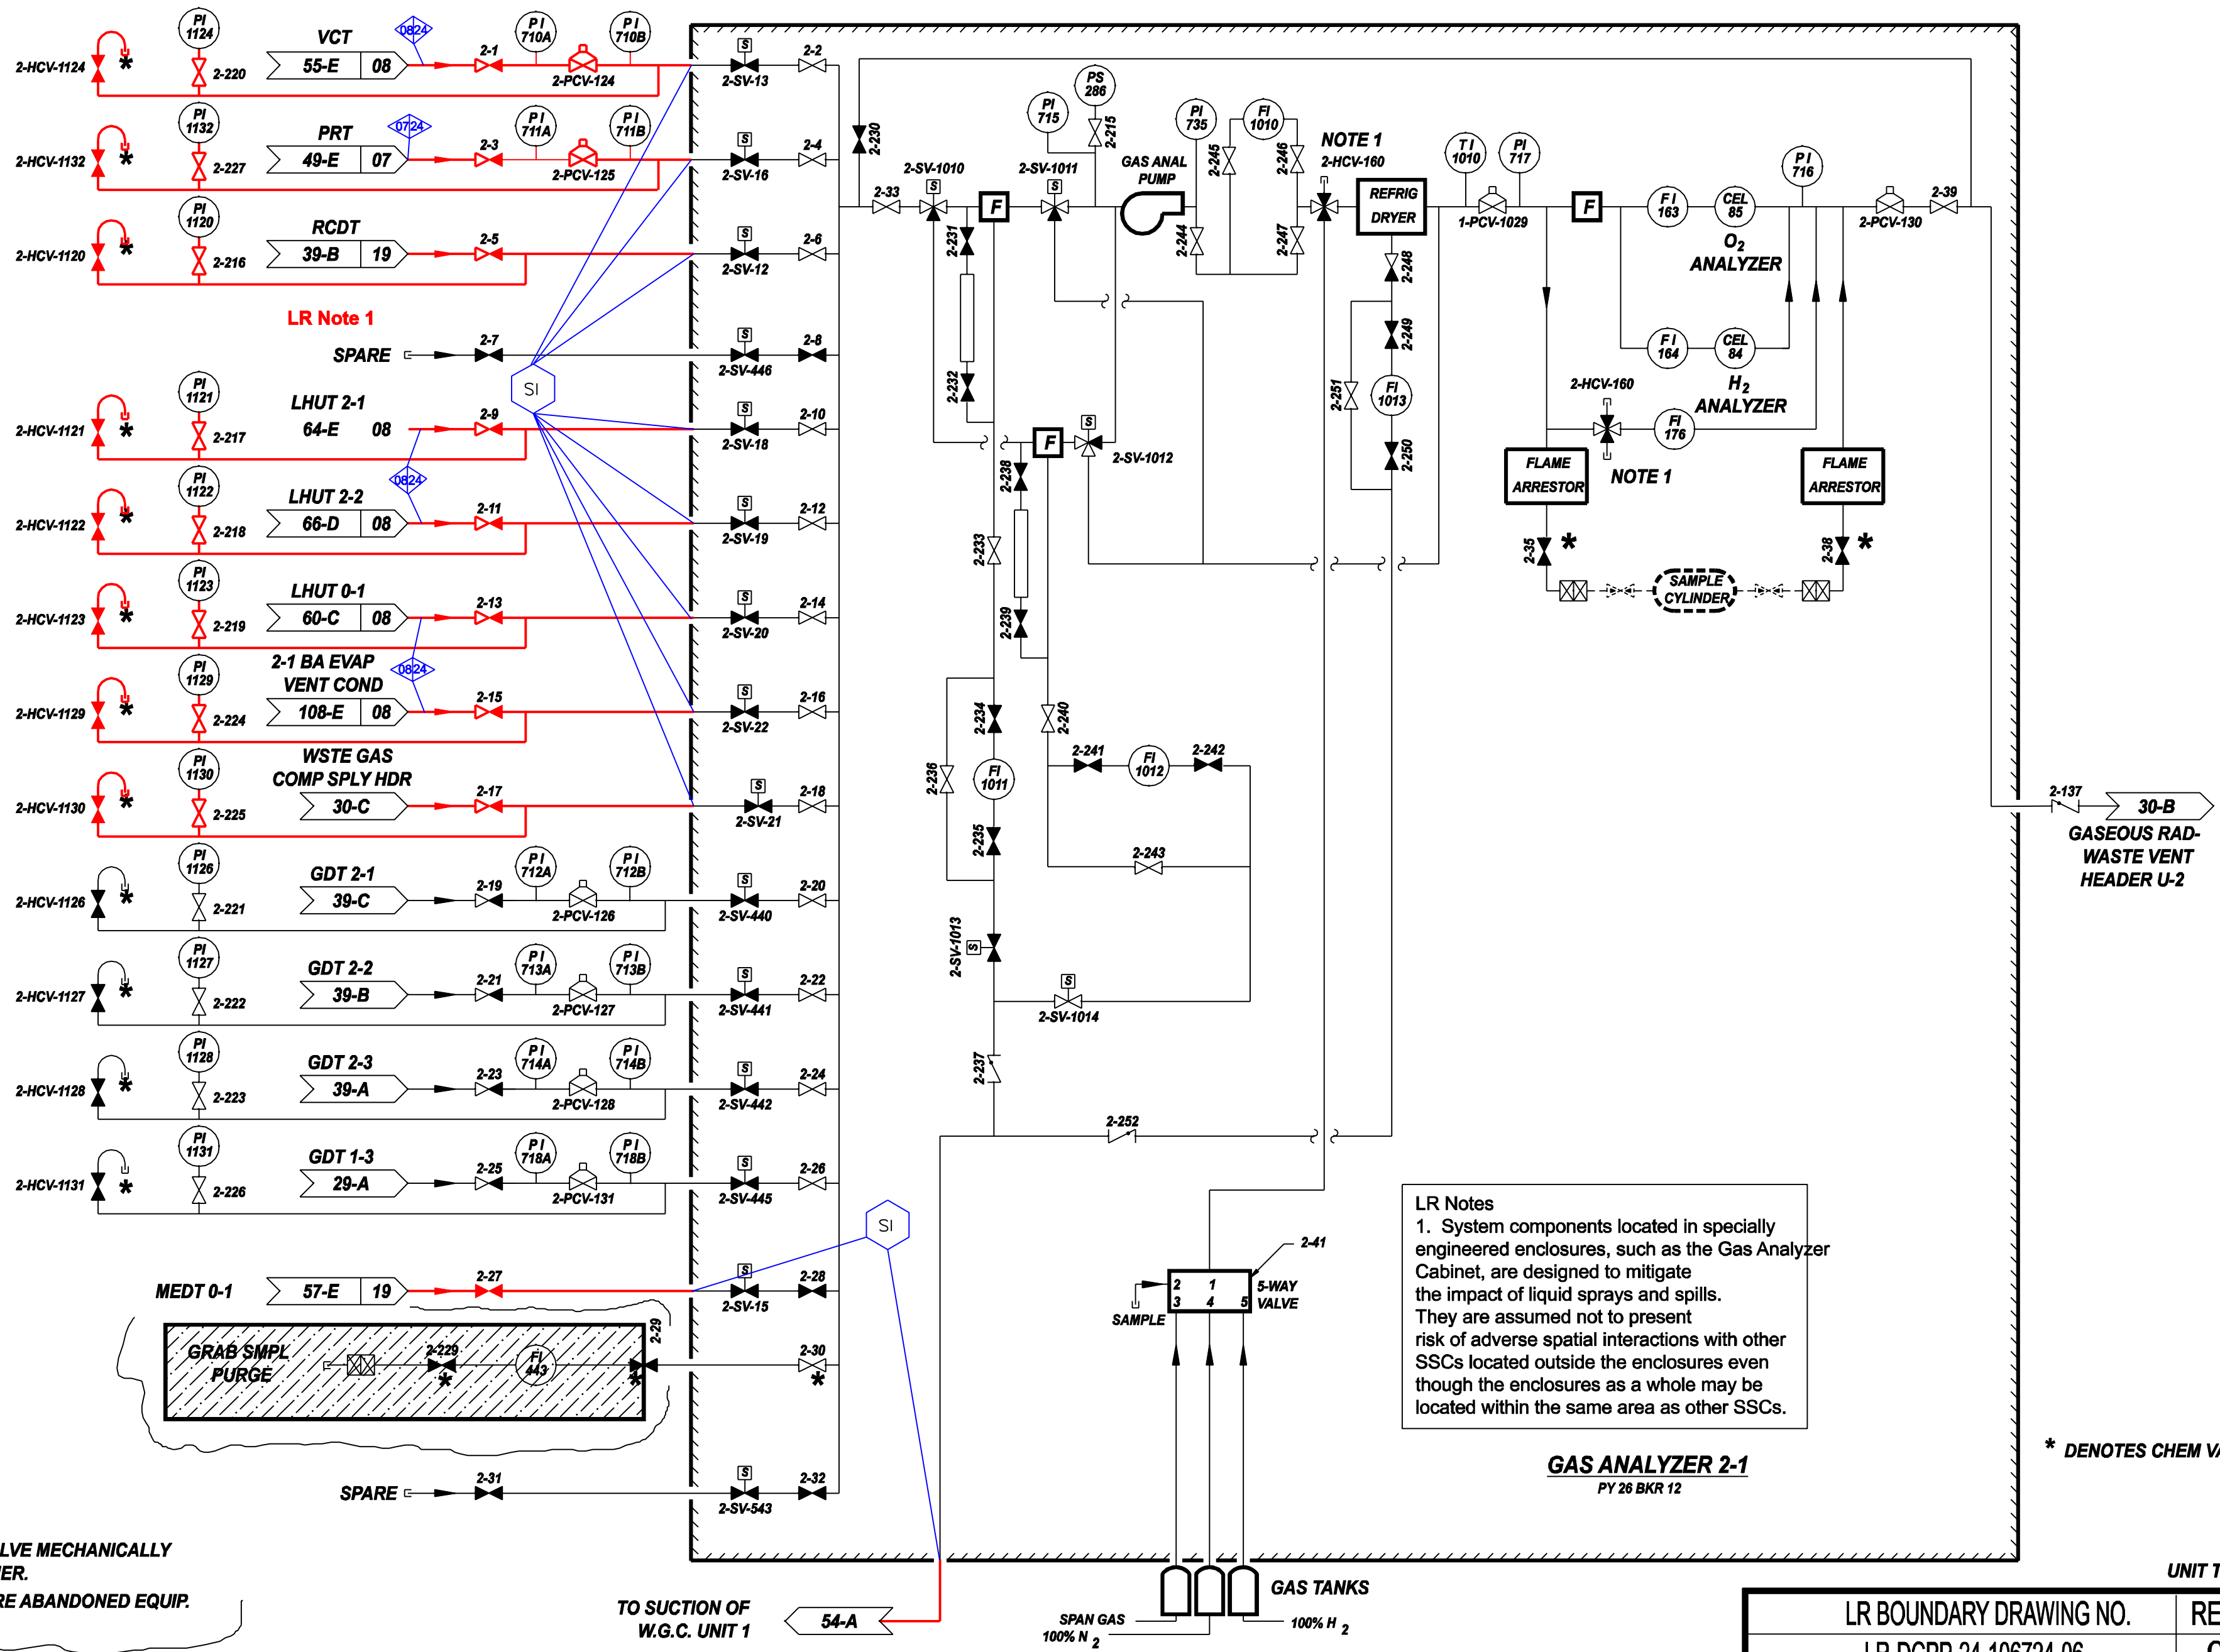 2-HCV-1124
PI 1124
2-220
VCT
55-E 08
0824
2-1
PI 710A
2-PCV-124
PI 710B
S
2-SV-13
2-2
2-HCV-1132
PI 1132
2-227
PRT
49-E 07
0724
2-3
PI 711A
2-PCV-125
PI 711B
S
2-SV-16
2-4
2-HCV-1120
PI 1120
2-216
RCDT
39-B 19
2-5
S
2-SV-12
2-6
LR Note 1
SPARE
2-7
S
2-SV-446
2-8
SI
2-HCV-1121
PI 1121
2-217
LHUT 2-1
64-E 08
2-9
S
2-SV-18
2-10
0824
2-HCV-1122
PI 1122
2-218
LHUT 2-2
66-D 08
2-11
S
2-SV-19
2-12
2-HCV-1123
PI 1123
2-219
LHUT 0-1
60-C 08
2-13
S
2-SV-20
2-14
0824
2-HCV-1129
PI 1129
2-224
2-1 BA EVAP
VENT COND
108-E 08
2-15
S
2-SV-22
2-16
2-HCV-1130
PI 1130
2-225
WSTE GAS
COMP SPLY HDR
30-C
2-17
S
2-SV-21
2-18
2-HCV-1126
PI 1126
2-221
GDT 2-1
39-C
2-19
PI 712A
2-PCV-126
PI 712B
S
2-SV-440
2-20
2-HCV-1127
PI 1127
2-222
GDT 2-2
39-B
2-21
PI 713A
2-PCV-127
PI 713B
S
2-SV-441
2-22
2-HCV-1128
PI 1128
2-223
GDT 2-3
39-A
2-23
PI 714A
2-PCV-128
PI 714B
S
2-SV-442
2-24
2-HCV-1131
PI 1131
2-226
GDT 1-3
29-A
2-25
PI 718A
2-PCV-131
PI 718B
S
2-SV-445
2-26
SI
MEDT 0-1
57-E 19
2-27
S
2-SV-15
2-28
GRAB SMPL
PURGE
2-229
FI 443
2-29
2-30
SPARE
2-31
S
2-SV-543
2-32
2-230
2-33
2-SV-1010
S
F
2-231
2-232
PI 715
PS 286
2-215
2-SV-1011
S
GAS ANAL
PUMP
PI 735
2-244
2-245
FI 1010
2-246
2-247
NOTE 1
2-HCV-160
REFRIG
DRYER
2-248
2-249
2-251
FI 1013
2-250
TI 1010
PI 717
1-PCV-1029
F
FI 163
CEL 85
O2
ANALYZER
PI 716
2-PCV-130
2-39
FI 164
CEL 84
H2
ANALYZER
2-HCV-160
FI 176
NOTE 1
FLAME
ARRESTOR
FLAME
ARRESTOR
2-35
*
2-38
*
SAMPLE
CYLINDER
F
S
2-SV-1012
2-238
2-239
2-233
2-234
2-236
FI 1011
2-235
2-240
2-241
FI 1012
2-242
2-243
2-SV-1013
S
S
2-SV-1014
2-237
2-252
2-137
30-B
GASEOUS RAD-
WASTE VENT
HEADER U-2
2-41
2 1
3 4 5
5-WAY
VALVE
SAMPLE
LR Notes
1. System components located in specially
engineered enclosures, such as the Gas Analyzer
Cabinet, are designed to mitigate
the impact of liquid sprays and spills.
They are assumed not to present
risk of adverse spatial interactions with other
SSCs located outside the enclosures even
though the enclosures as a whole may be
located within the same area as other SSCs.
GAS ANALYZER 2-1
PY 26 BKR 12
* DENOTES CHEM VA
LVE MECHANICALLY
ER.
RE ABANDONED EQUIP.
TO SUCTION OF
W.G.C. UNIT 1
54-A
GAS TANKS
SPAN GAS
100% N2
100% H2
UNIT T
LR BOUNDARY DRAWING NO. RE
LR-DCPP-24-106724-06